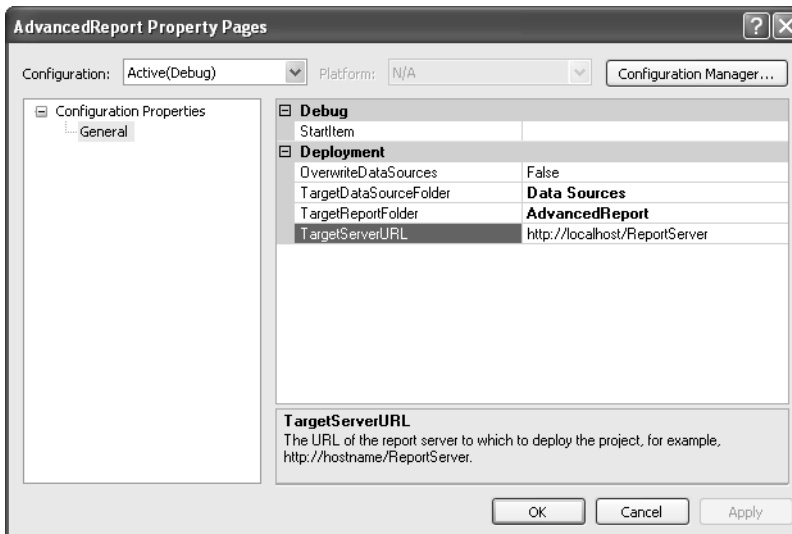 AdvancedReport Property Pages
Configuration: Active(Debug) Platform: N/A Configuration Manager...
Configuration Properties
General
Debug
StartItem
Deployment
OverwriteDataSources False
TargetDataSourceFolder Data Sources
TargetReportFolder AdvancedReport
TargetServerURL http://localhost/ReportServer
TargetServerURL
The URL of the report server to which to deploy the project, for example,
http://hostname/ReportServer.
OK Cancel Apply